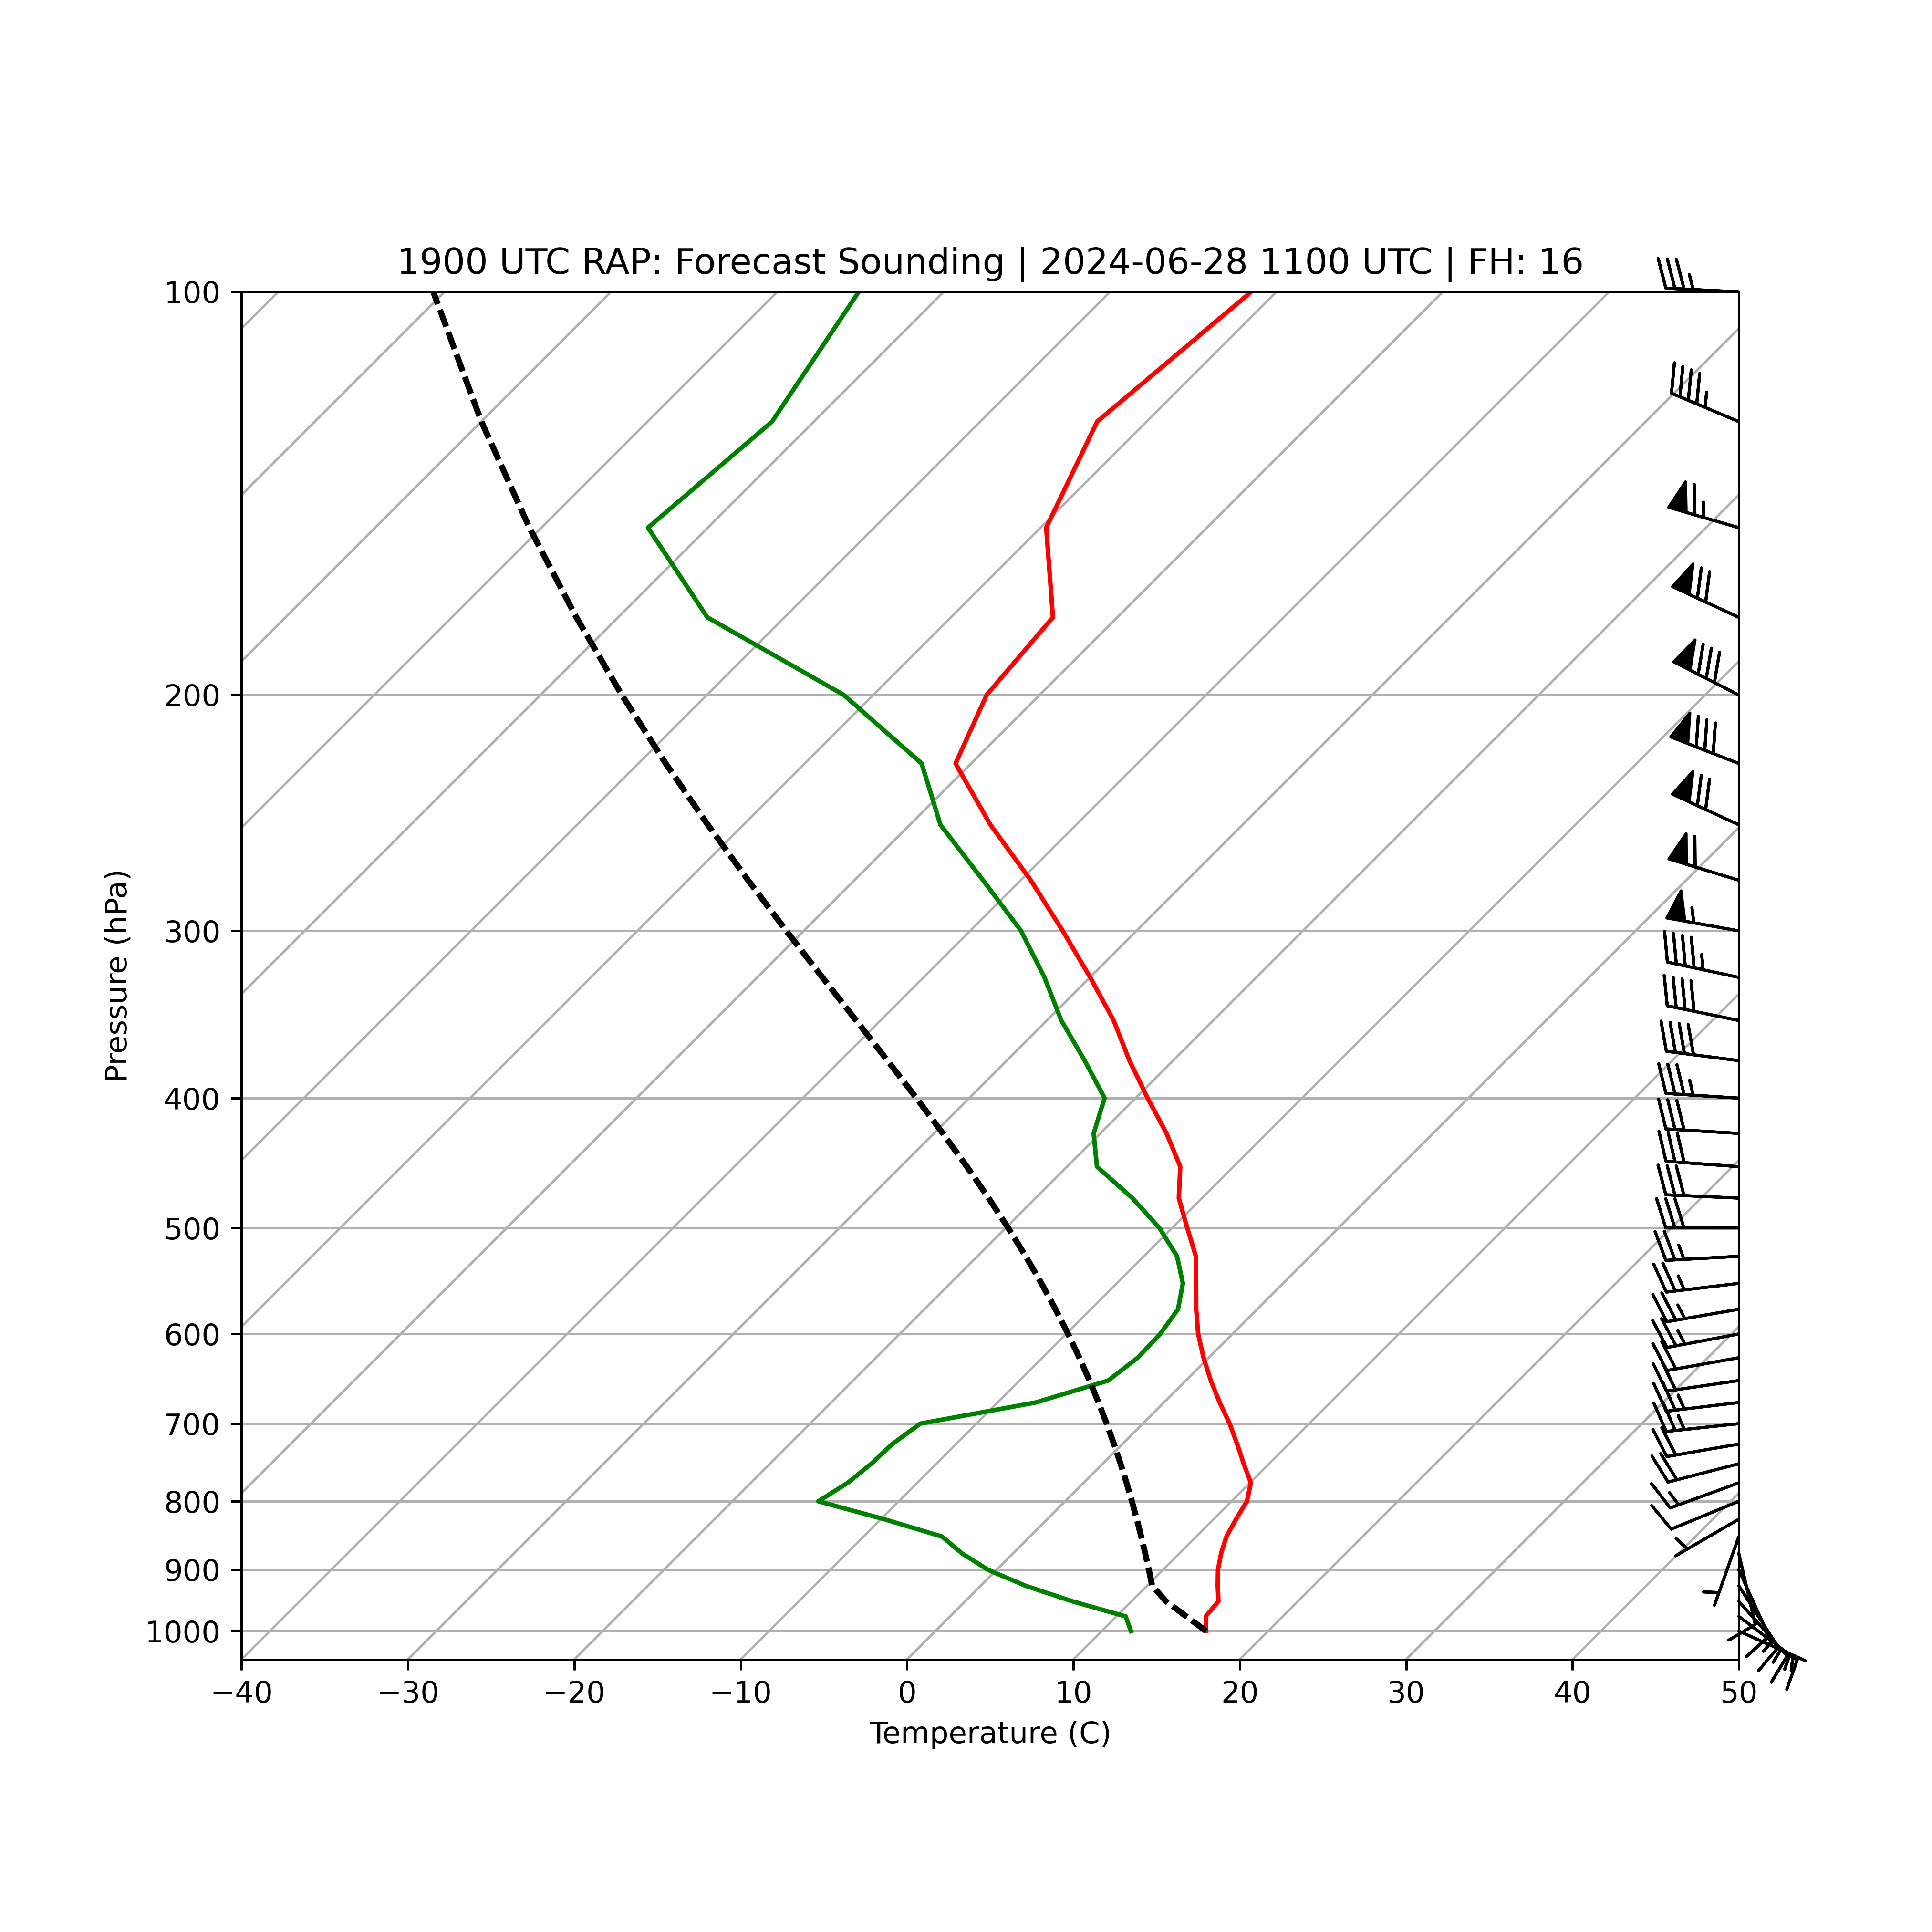 1900 UTC RAP: Forecast Sounding | 2024-06-28 1100 UTC | FH: 16
100
200
300
400
500
600
700
800
900
1000
Pressure (hPa)
−40 −30 −20 −10 0 10 20 30 40 50
Temperature (C)